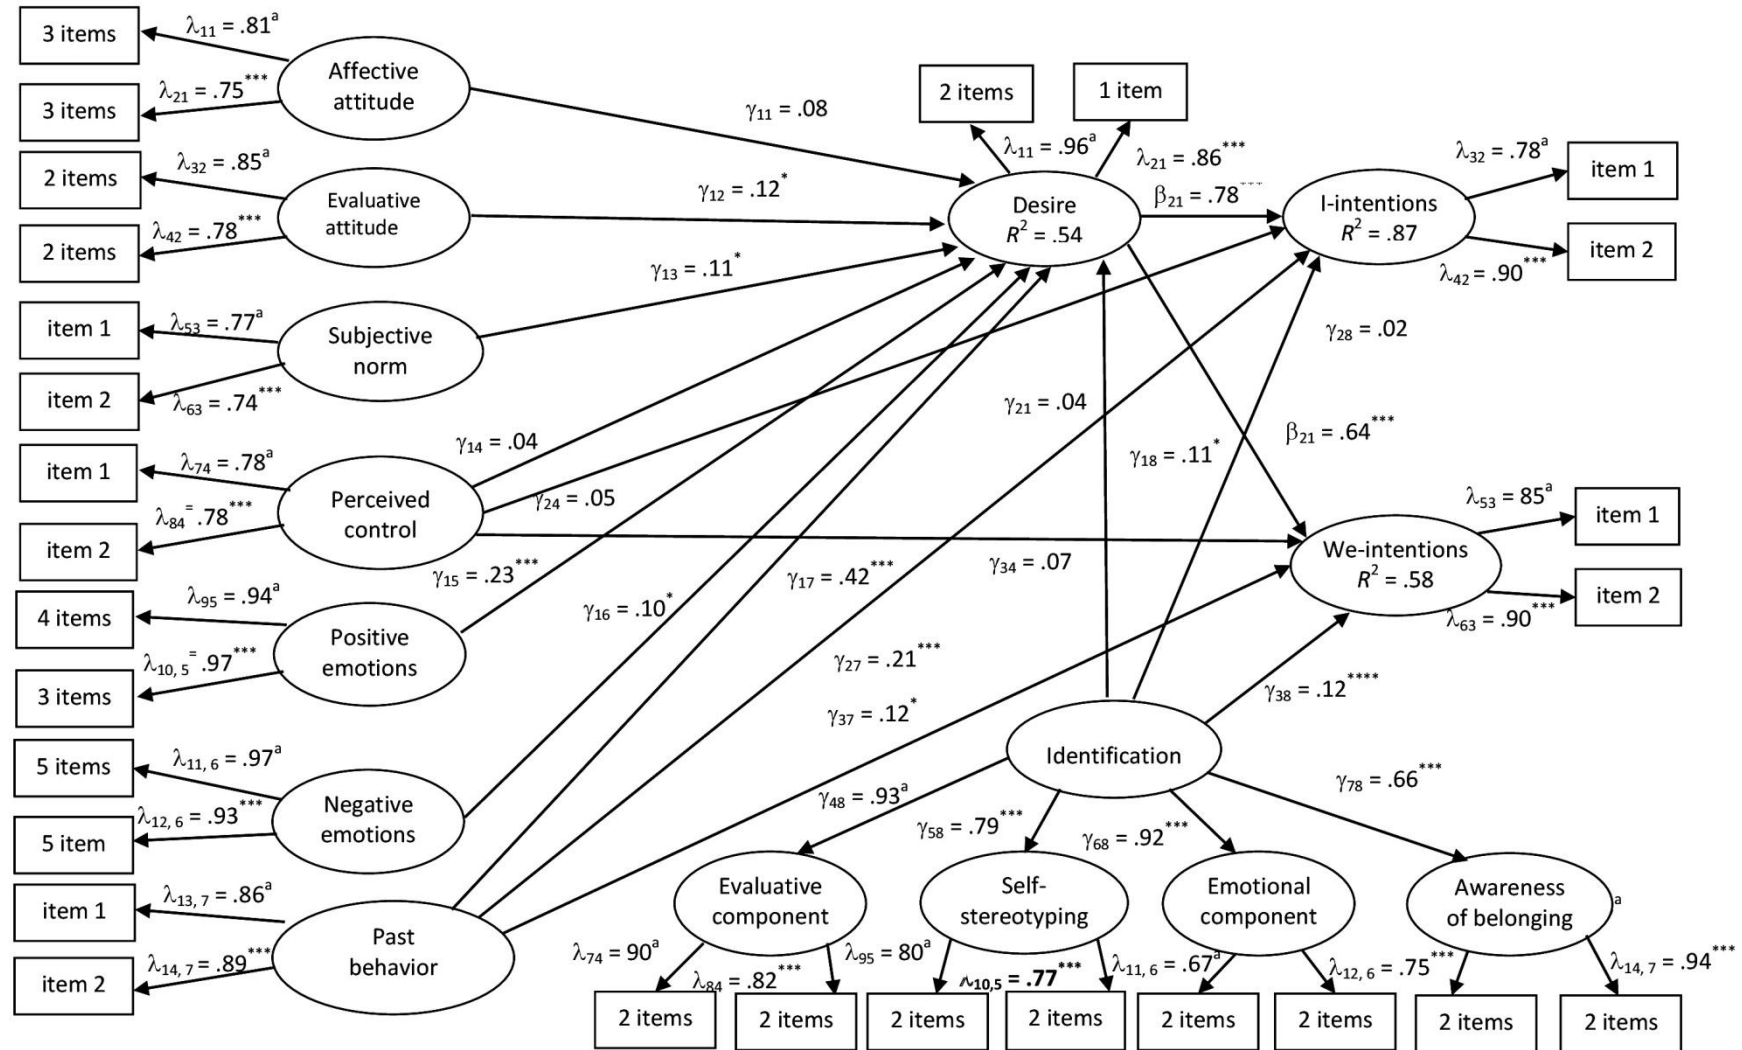 3 items
λ11 = .81a
Affective
attitude
λ21 = .75***
3 items
2 items
λ32 = .85a
Evaluative
attitude
λ42 = .78***
2 items
item 1
λ53 = .77a
Subjective
norm
item 2
λ63 = .74***
item 1
λ74 = .78a
Perceived
control
λ84 = .78***
item 2
4 items
λ95 = .94a
Positive
emotions
λ10, 5 = .97***
3 items
5 items
λ11, 6 = .97a
Negative
emotions
λ12, 6 = .93***
5 item
item 1
λ13, 7 = .86a
Past
behavior
λ14, 7 = .89***
item 2
γ11 = .08
γ12 = .12*
γ13 = .11*
γ14 = .04
γ24 = .05
γ15 = .23***
γ16 = .10*
γ17 = .42***
γ34 = .07
γ21 = .04
γ27 = .21***
γ37 = .12*
2 items
1 item
λ11 = .96a
λ21 = .86***
Desire
R2 = .54
β21 = .78***
I-intentions
R2 = .87
λ32 = .78a
item 1
item 2
λ42 = .90***
γ28 = .02
β21 = .64***
γ18 = .11*
We-intentions
R2 = .58
λ53 = 85a
item 1
item 2
λ63 = .90***
γ38 = .12****
Identification
γ48 = .93a
γ58 = .79***
γ68 = .92***
γ78 = .66***
Evaluative
component
Self-
stereotyping
Emotional
component
Awareness
of belonging
a
λ74 = 90a
λ84 = .82***
λ95 = 80a
λ10,5 = .77***
λ11, 6 = .67a
λ12, 6 = .75***
λ14, 7 = .94***
2 items
2 items
2 items
2 items
2 items
2 items
2 items
2 items